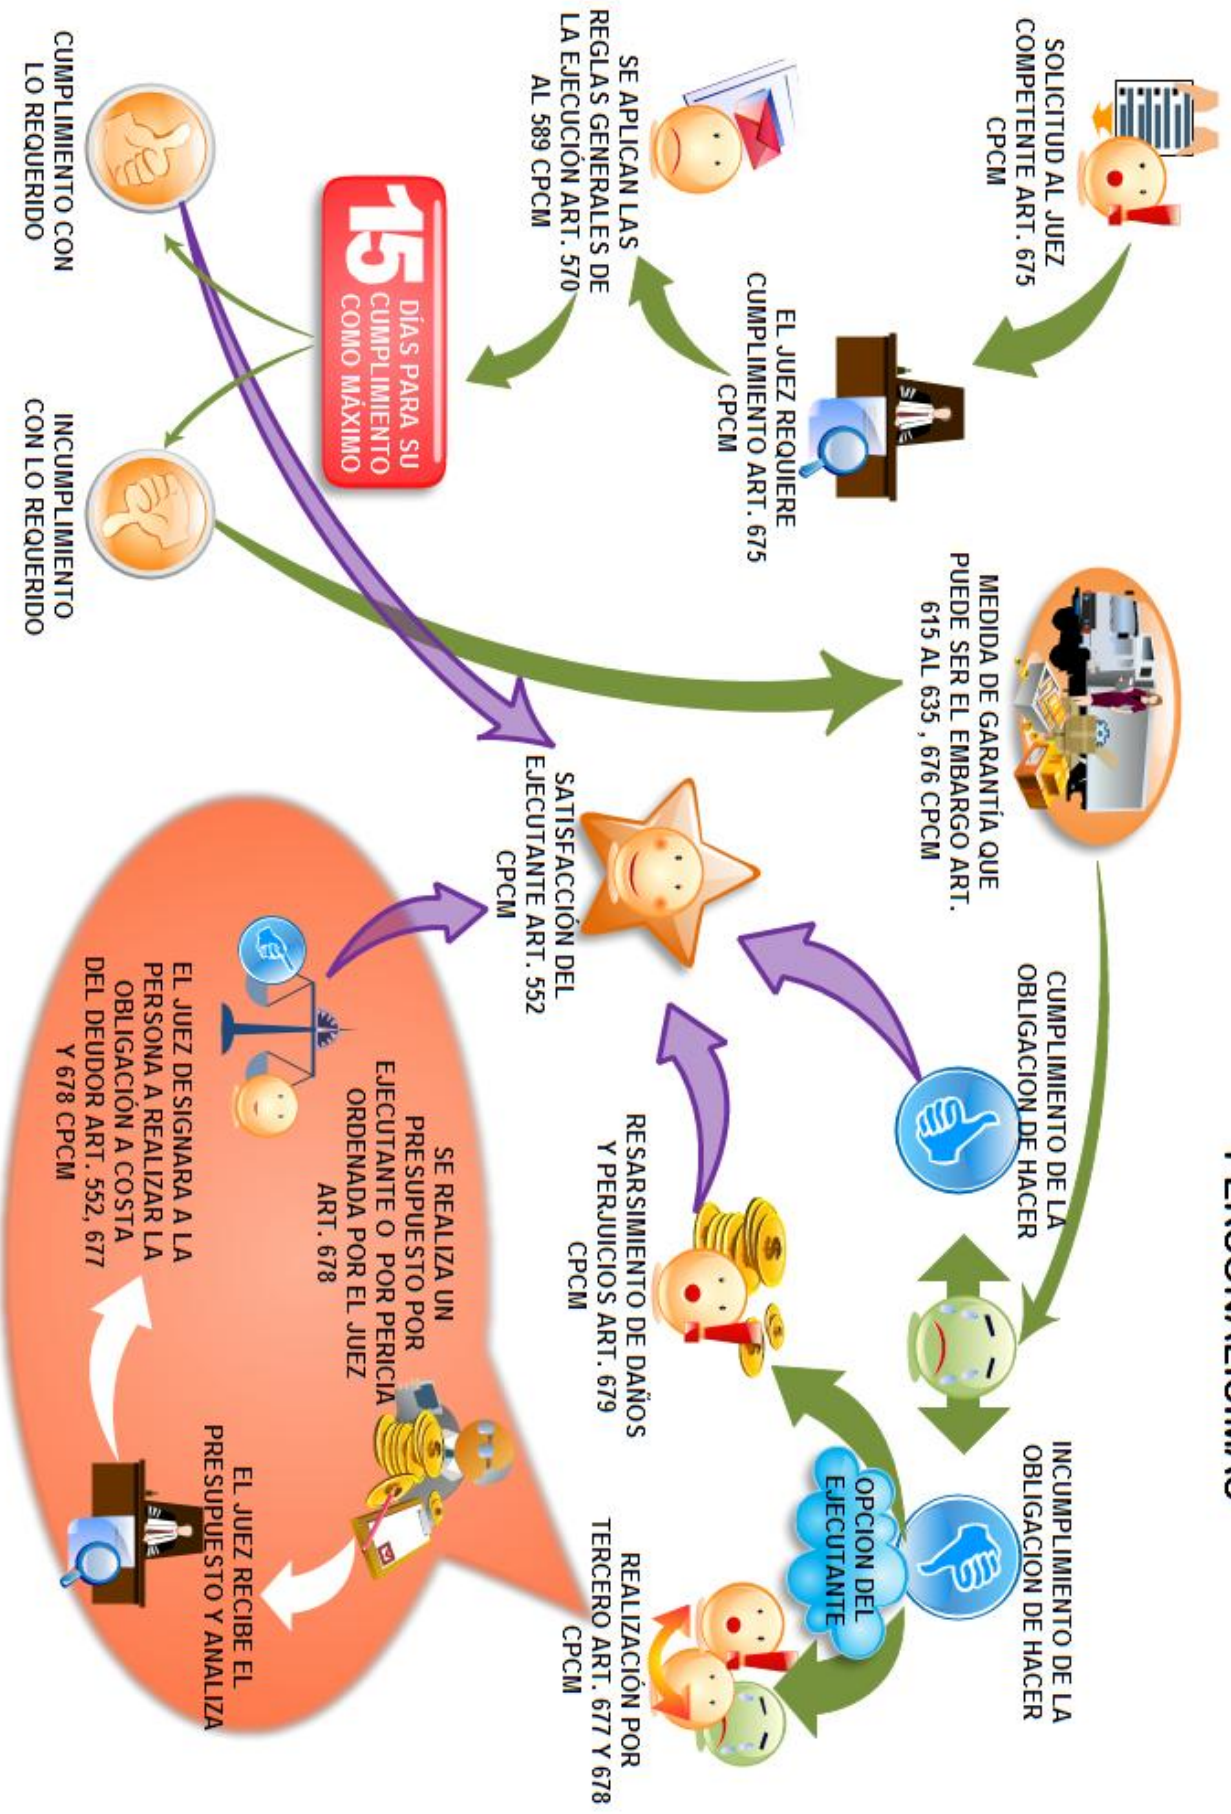 SOLICITUD AL JUEZ
COMPETENTE ART. 675
CPCM
EL JUEZ REQUIERE
CUMPLIMIENTO ART. 675
CPCM
SE APLICAN LAS
REGLAS GENERALES DE
LA EJECUCIÓN ART. 570
AL 589 CPCM
15 DÍAS PARA SU
CUMPLIMIENTO
COMO MÁXIMO
CUMPLIMIENTO CON
LO REQUERIDO
INCUMPLIMIENTO
CON LO REQUERIDO
MEDIDA DE GARANTÍA QUE
PUEDE SER EL EMBARGO ART.
615 AL 635 , 676 CPCM
CUMPLIMIENTO DE LA
OBLIGACION DE HACER
INCUMPLIMIENTO DE LA
OBLIGACION DE HACER
OPCION DEL
EJECUTANTE
SATISFACCIÓN DEL
EJECUTANTE ART. 552
CPCM
RESARSIMIENTO DE DAÑOS
Y PERJUICIOS ART. 679
CPCM
REALIZACIÓN POR
TERCERO ART. 677 Y 678
CPCM
SE REALIZA UN
PRESUPUESTO POR
EJECUTANTE O POR PERICIA
ORDENADA POR EL JUEZ
ART. 678
EL JUEZ RECIBE EL
PRESUPUESTO Y ANALIZA
EL JUEZ DESIGNARA A LA
PERSONA A REALIZAR LA
OBLIGACIÓN A COSTA
DEL DEUDOR ART. 552, 677
Y 678 CPCM